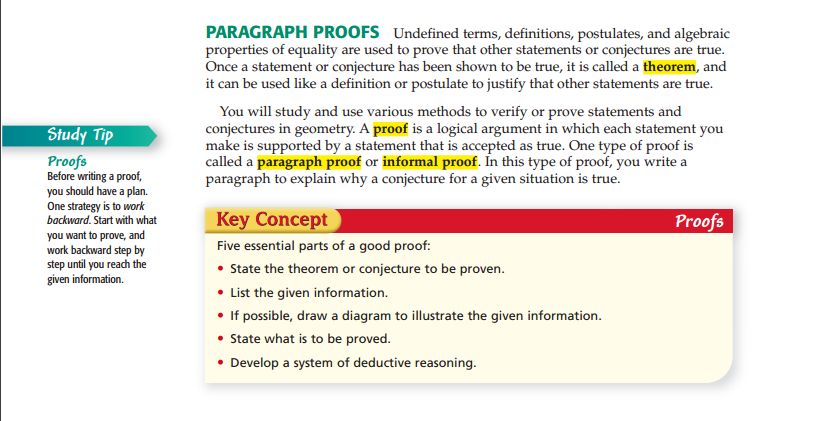 PARAGRAPH PROOFS Undefined terms, definitions, postulates, and algebraic
properties of equality are used to prove that other statements or conjectures are true.
Once a statement or conjecture has been shown to be true, it is called a theorem, and
it can be used like a definition or postulate to justify that other statements are true.
You will study and use various methods to verify or prove statements and
conjectures in geometry. A proof is a logical argument in which each statement you
make is supported by a statement that is accepted as true. One type of proof is
called a paragraph proof or informal proof. In this type of proof, you write a
paragraph to explain why a conjecture for a given situation is true.
Study Tip
Proofs
Before writing a proof,
you should have a plan.
One strategy is to work
backward. Start with what
you want to prove, and
work backward step by
step until you reach the
given information.
Key Concept Proofs
Five essential parts of a good proof:
• State the theorem or conjecture to be proven.
• List the given information.
• If possible, draw a diagram to illustrate the given information.
• State what is to be proved.
• Develop a system of deductive reasoning.